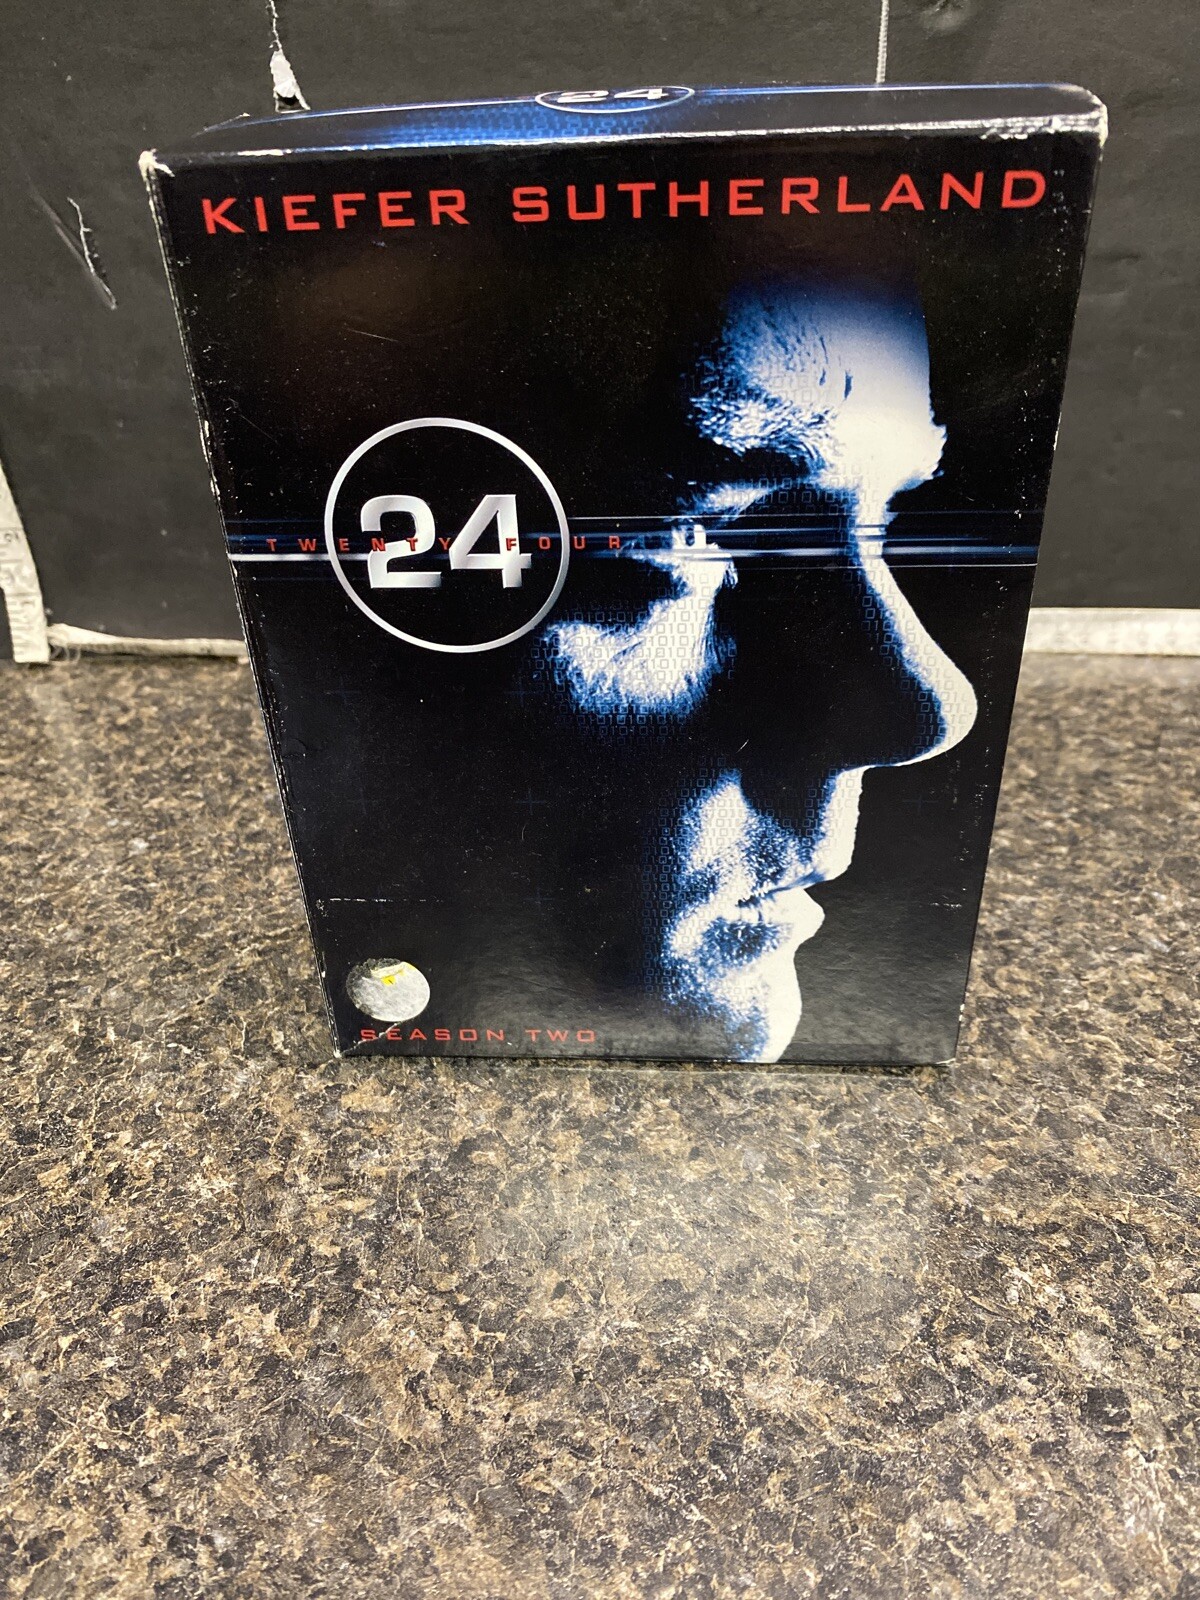 24
KIEFER SUTHERLAND
24
TWENTY FOUR
SEASON TWO